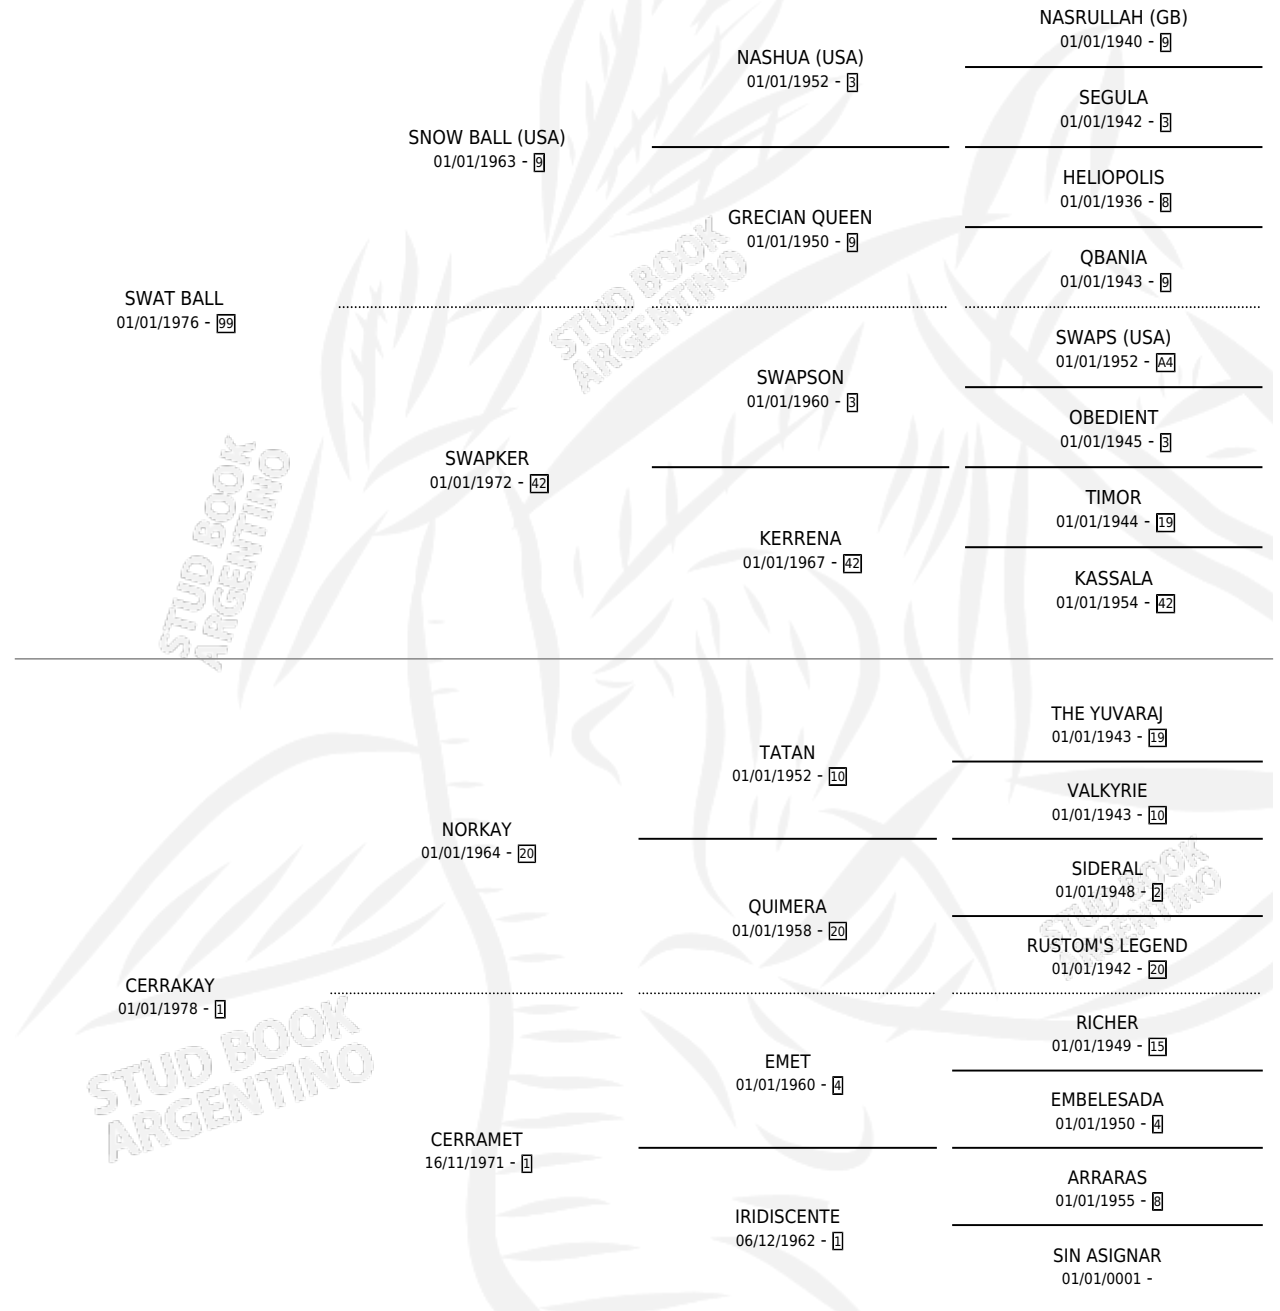 NASRULLAH (GB)
01/01/1940 - 9
NASHUA (USA)
01/01/1952 - 3
SEGULA
01/01/1942 - 3
SNOW BALL (USA)
01/01/1963 - 9
HELIOPOLIS
01/01/1936 - 8
GRECIAN QUEEN
01/01/1950 - 9
QBANIA
01/01/1943 - 9
SWAT BALL
01/01/1976 - 99
SWAPS (USA)
01/01/1952 - A4
SWAPSON
01/01/1960 - 3
OBEDIENT
01/01/1945 - 3
SWAPKER
01/01/1972 - 42
TIMOR
01/01/1944 - 19
KERRENA
01/01/1967 - 42
KASSALA
01/01/1954 - 42
STUD BOOK
ARGENTINO
STUD BOOK
ARGENTINO
THE YUVARAJ
01/01/1943 - 19
TATAN
01/01/1952 - 10
VALKYRIE
01/01/1943 - 10
NORKAY
01/01/1964 - 20
SIDERAL
01/01/1948 - 2
QUIMERA
01/01/1958 - 20
RUSTOM'S LEGEND
01/01/1942 - 20
CERRAKAY
01/01/1978 - 1
RICHER
01/01/1949 - 15
EMET
01/01/1960 - 4
EMBELESADA
01/01/1950 - 4
CERRAMET
16/11/1971 - 1
ARRARAS
01/01/1955 - 8
IRIDISCENTE
06/12/1962 - 1
SIN ASIGNAR
01/01/0001 -
STUD BOOK
ARGENTINO
STUD BOOK
ARGENTINO